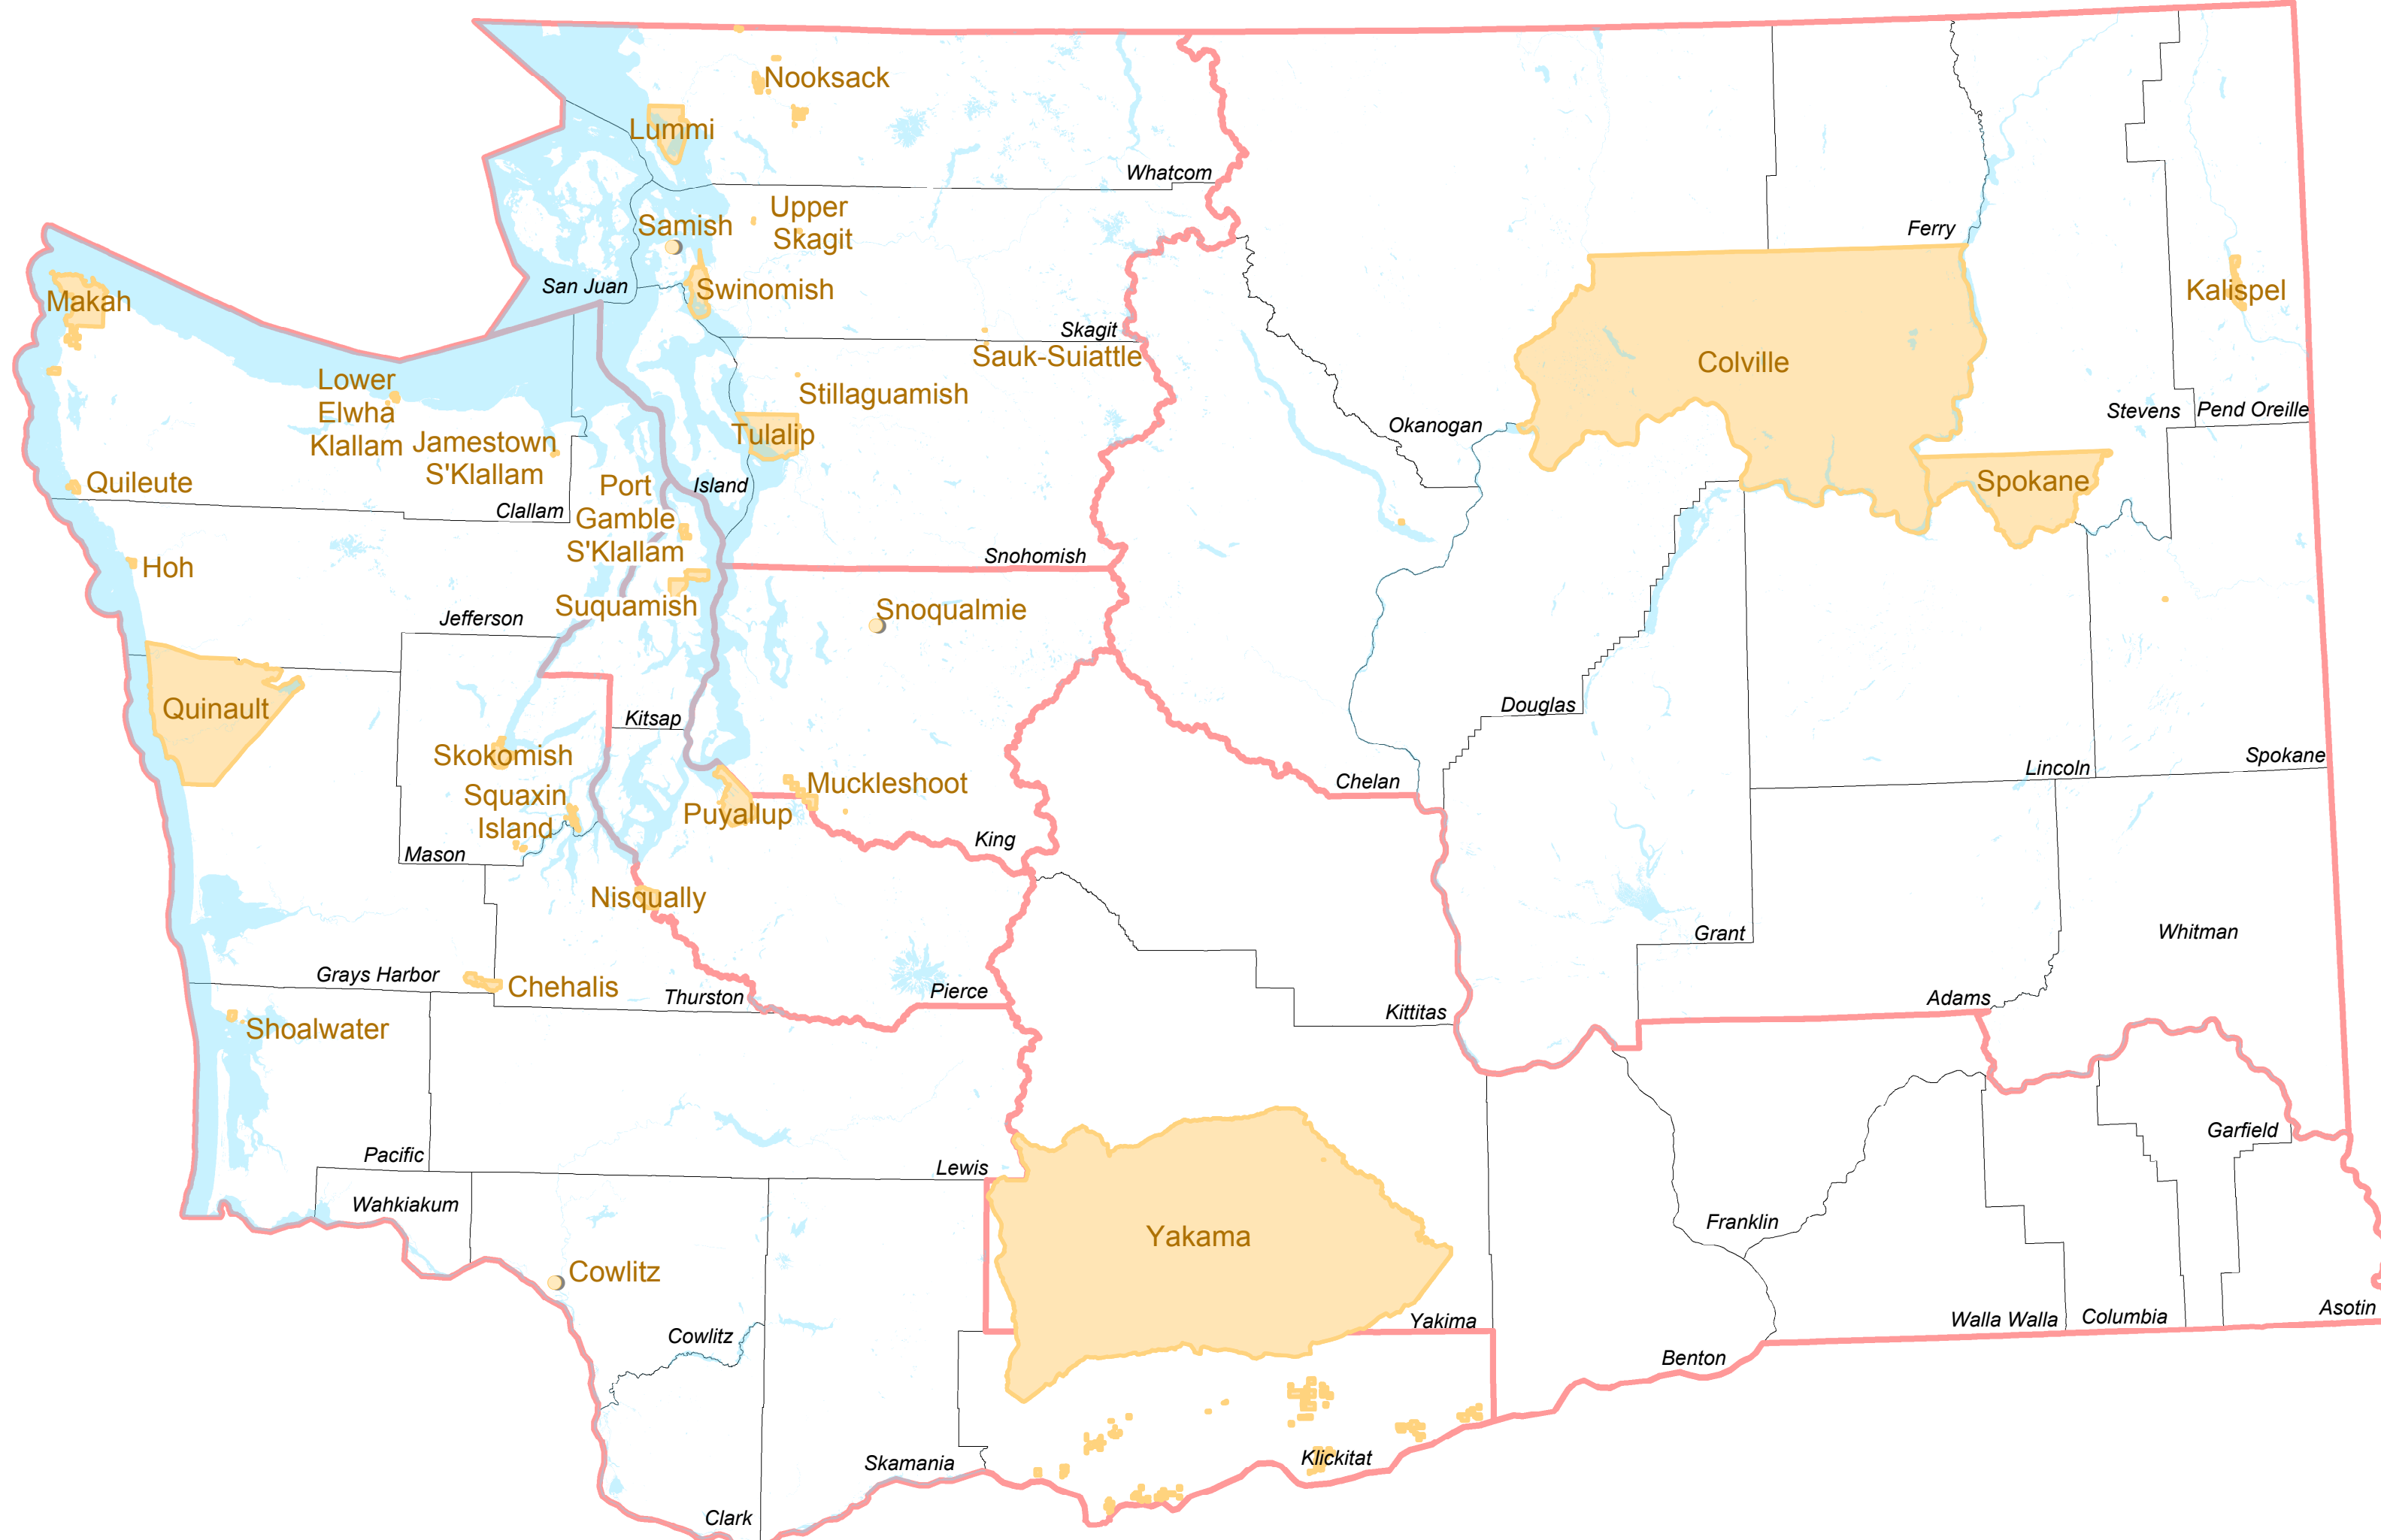 Nooksack
Lummi
Whatcom
Upper
Skagit
Samish
San Juan
Swinomish
Makah
Skagit
Sauk-Suiattle
Ferry
Kalispel
Colville
Lower
Elwha
Klallam
Jamestown
S'Klallam
Stillaguamish
Tulalip
Okanogan
Stevens
Pend Oreille
Quileute
Clallam
Port
Gamble
S'Klallam
Island
Spokane
Snohomish
Hoh
Jefferson
Suquamish
Snoqualmie
Quinault
Kitsap
Douglas
Skokomish
Squaxin
Island
Puyallup
Muckleshoot
Chelan
Lincoln
Spokane
Mason
King
Nisqually
Grant
Whitman
Grays Harbor
Chehalis
Thurston
Pierce
Kittitas
Adams
Shoalwater
Pacific
Lewis
Garfield
Wahkiakum
Yakama
Franklin
Cowlitz
Cowlitz
Yakima
Walla Walla
Columbia
Asotin
Benton
Skamania
Klickitat
Clark